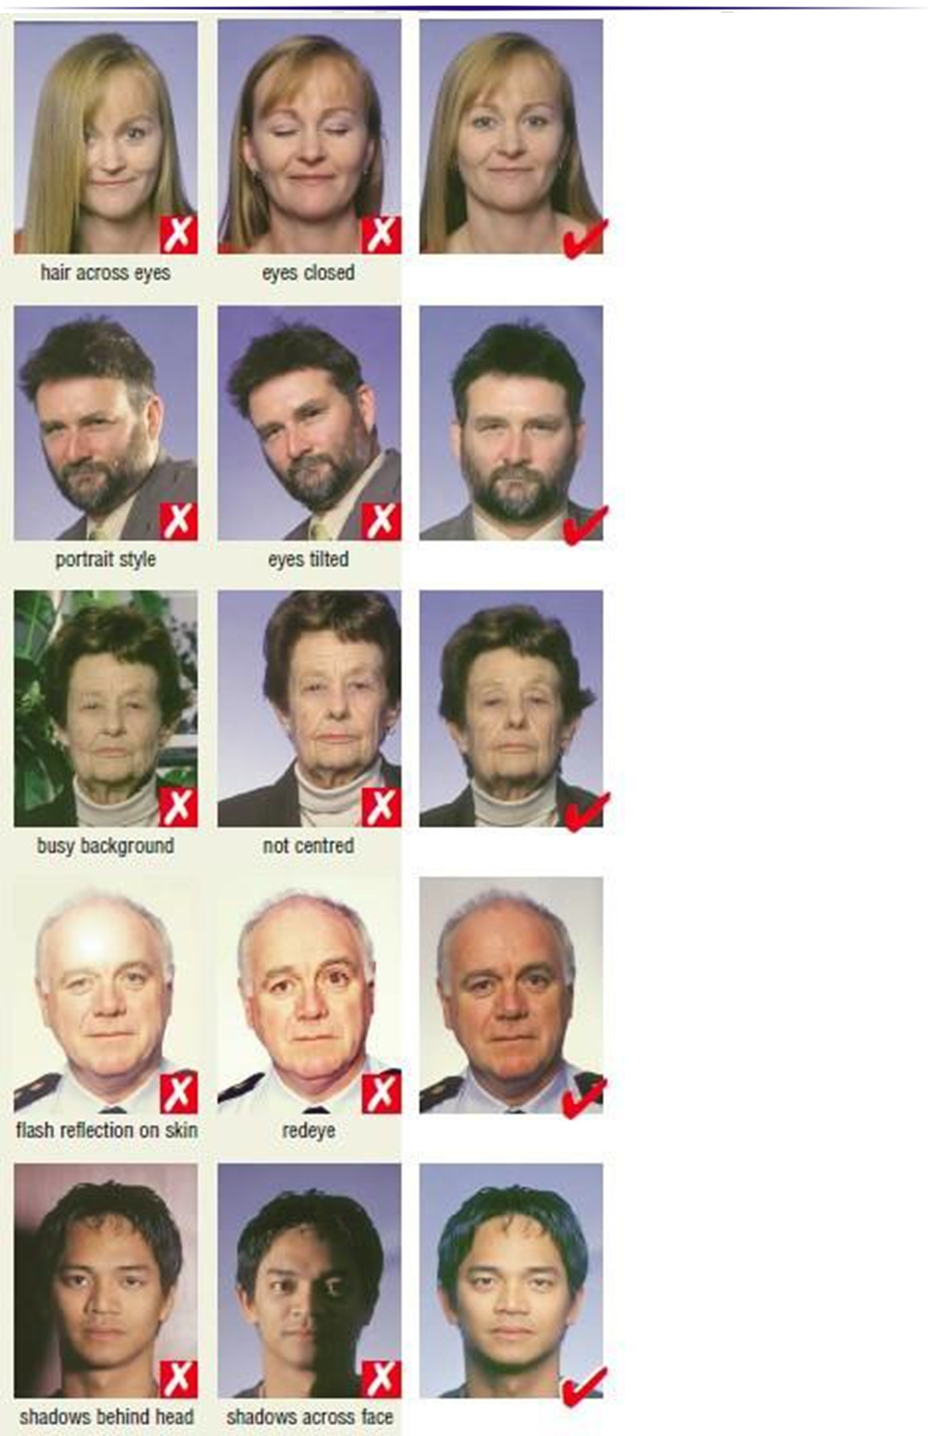 hair across eyes
eyes closed
portrait style
eyes tilted
busy background
not centred
flash reflection on skin
redeye
shadows behind head
shadows across face